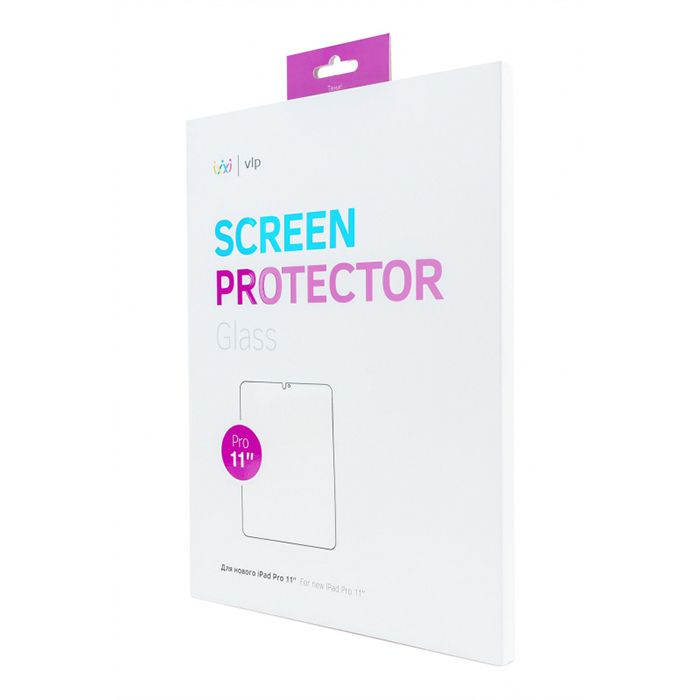 vlp
SCREEN
PROTECTOR
Glass
Pro
11"
Для нового iPad Pro 11" For new iPad Pro 11"